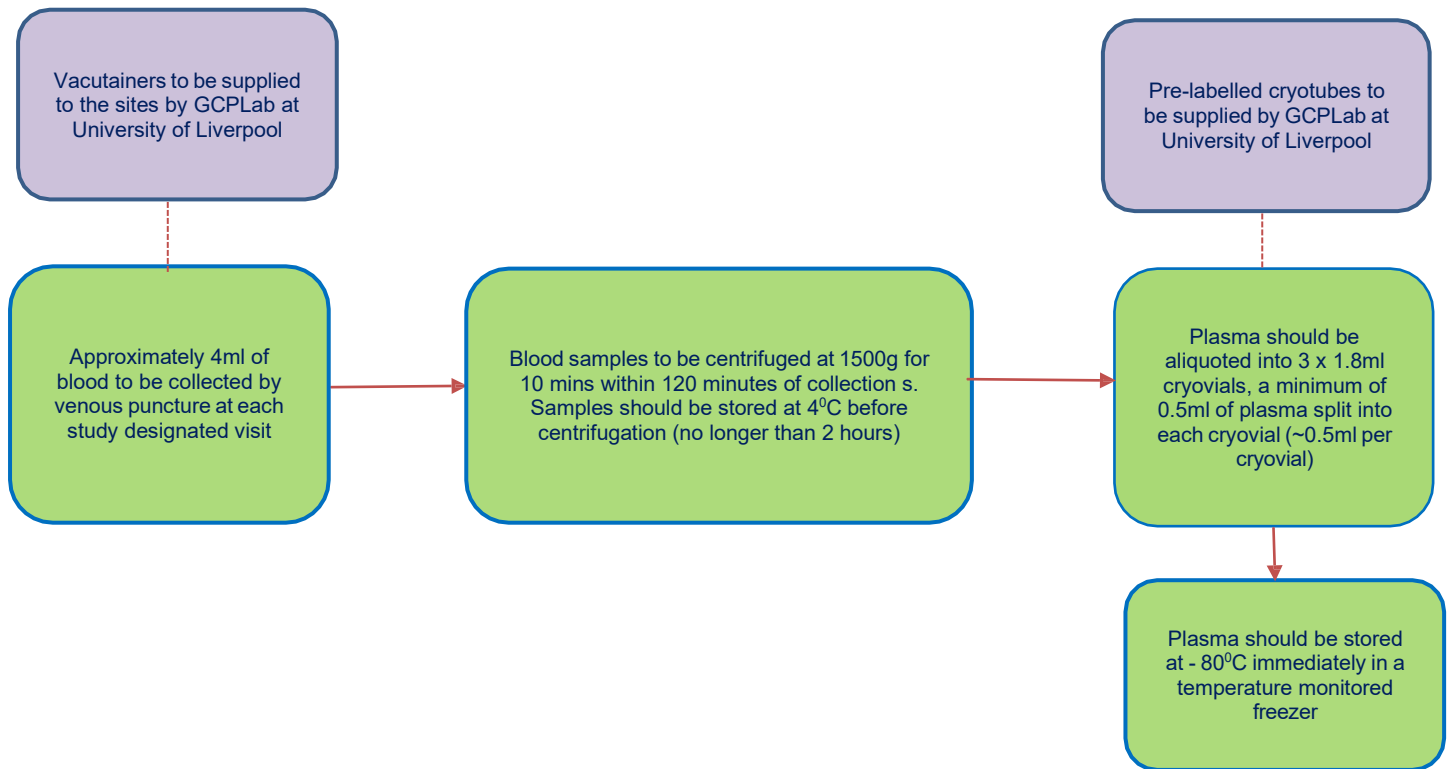 Vacutainers to be supplied
to the sites by GCPLab at
University of Liverpool
Pre-labelled cryotubes to
be supplied by GCPLab at
University of Liverpool
Approximately 4ml of
blood to be collected by
venous puncture at each
study designated visit
Blood samples to be centrifuged at 1500g for
10 mins within 120 minutes of collection s.
Samples should be stored at 4⁰C before
centrifugation (no longer than 2 hours)
Plasma should be
aliquoted into 3 x 1.8ml
cryovials, a minimum of
0.5ml of plasma split into
each cryovial (~0.5ml per
cryovial)
Plasma should be stored
at - 80⁰C immediately in a
temperature monitored
freezer